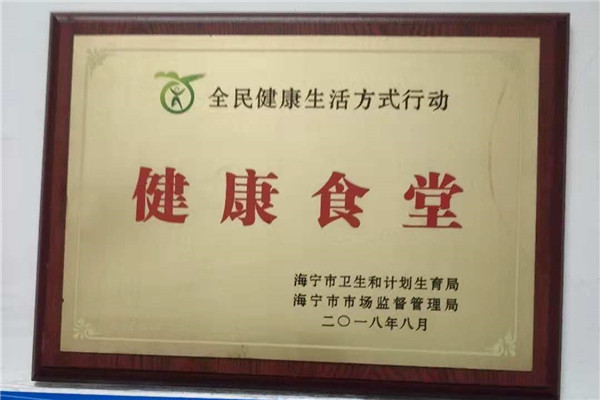 全民健康生活方式行动
健康食堂
海宁市卫生和计划生育局
海宁市市场监督管理局
二〇一八年八月